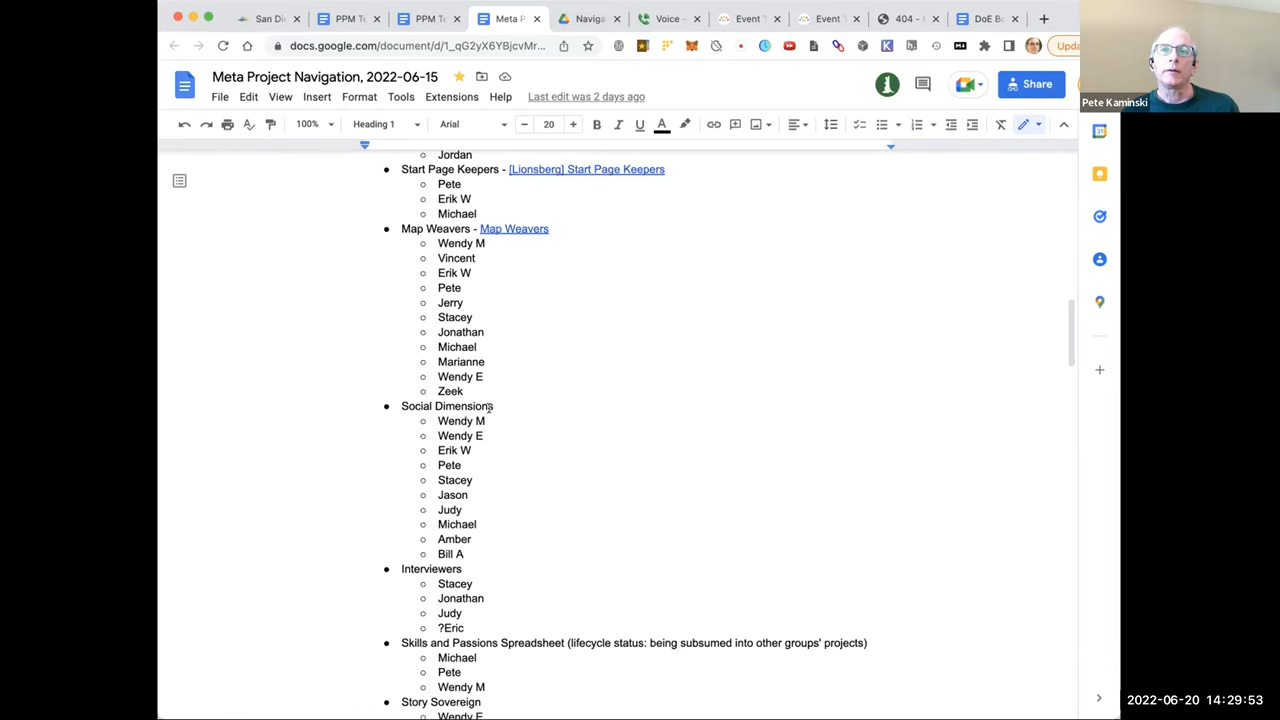 San Di
PPM Te
PPM Te
Meta P
Naviga
Voice -
Event
Event
404 -
DoE B
docs.google.com/document/d/1_qG2yX6YBjcvMr...
Upda
Meta Project Navigation, 2022-06-15
File Edit View Insert Format Tools Extensions Help Last edit was 2 days ago
Share
100% Heading 1 Arial 20 B I U A
Jordan
Start Page Keepers - [Lionsberg] Start Page Keepers
Pete
Erik W
Michael
Map Weavers - Map Weavers
Wendy M
Vincent
Erik W
Pete
Jerry
Stacey
Jonathan
Michael
Marianne
Wendy E
Zeek
Social Dimensions
Wendy M
Wendy E
Erik W
Pete
Stacey
Jason
Judy
Michael
Amber
Bill A
Interviewers
Stacey
Jonathan
Judy
?Eric
Skills and Passions Spreadsheet (lifecycle status: being subsumed into other groups' projects)
Michael
Pete
Wendy M
Story Sovereign
Wendy E
Pete Kaminski
2022-06-20 14:29:53